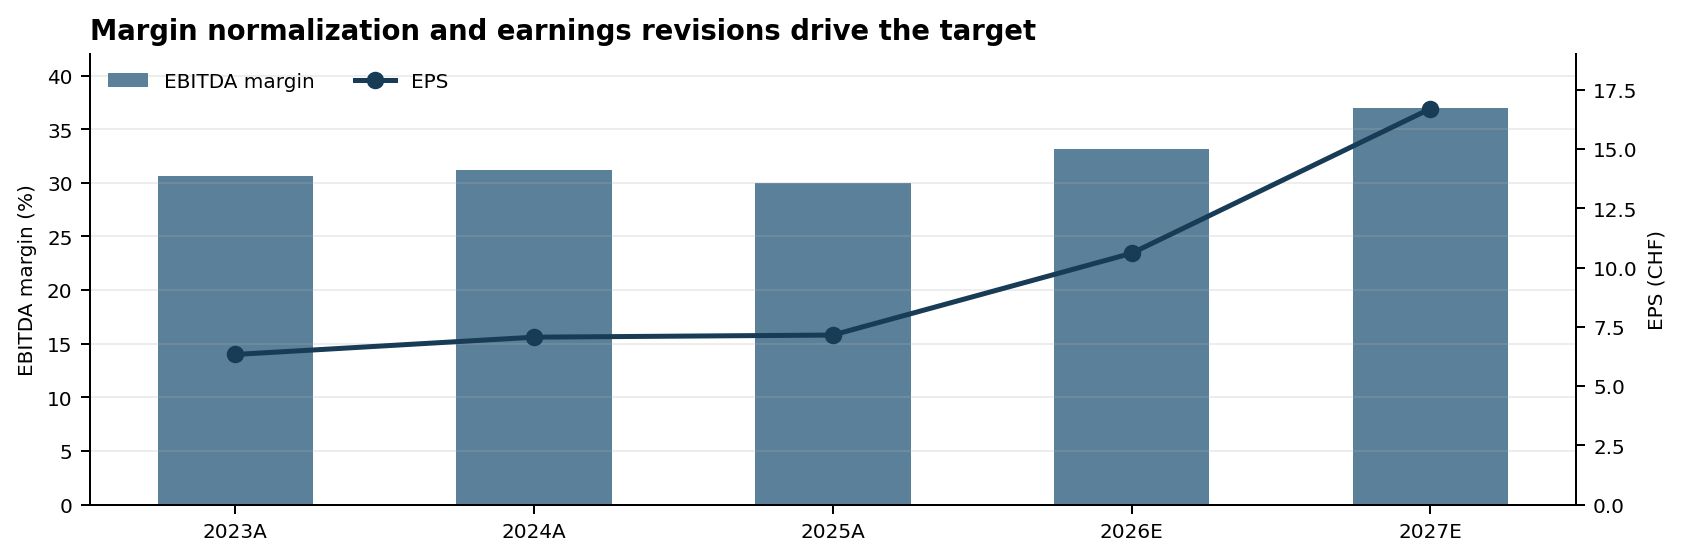 Margin normalization and earnings revisions drive the target
EBITDA margin
EPS
EBITDA margin (%)
40
35
30
25
20
15
10
5
0
17.5
15.0
12.5
10.0
7.5
5.0
2.5
0.0
EPS (CHF)
2023A
2024A
2025A
2026E
2027E